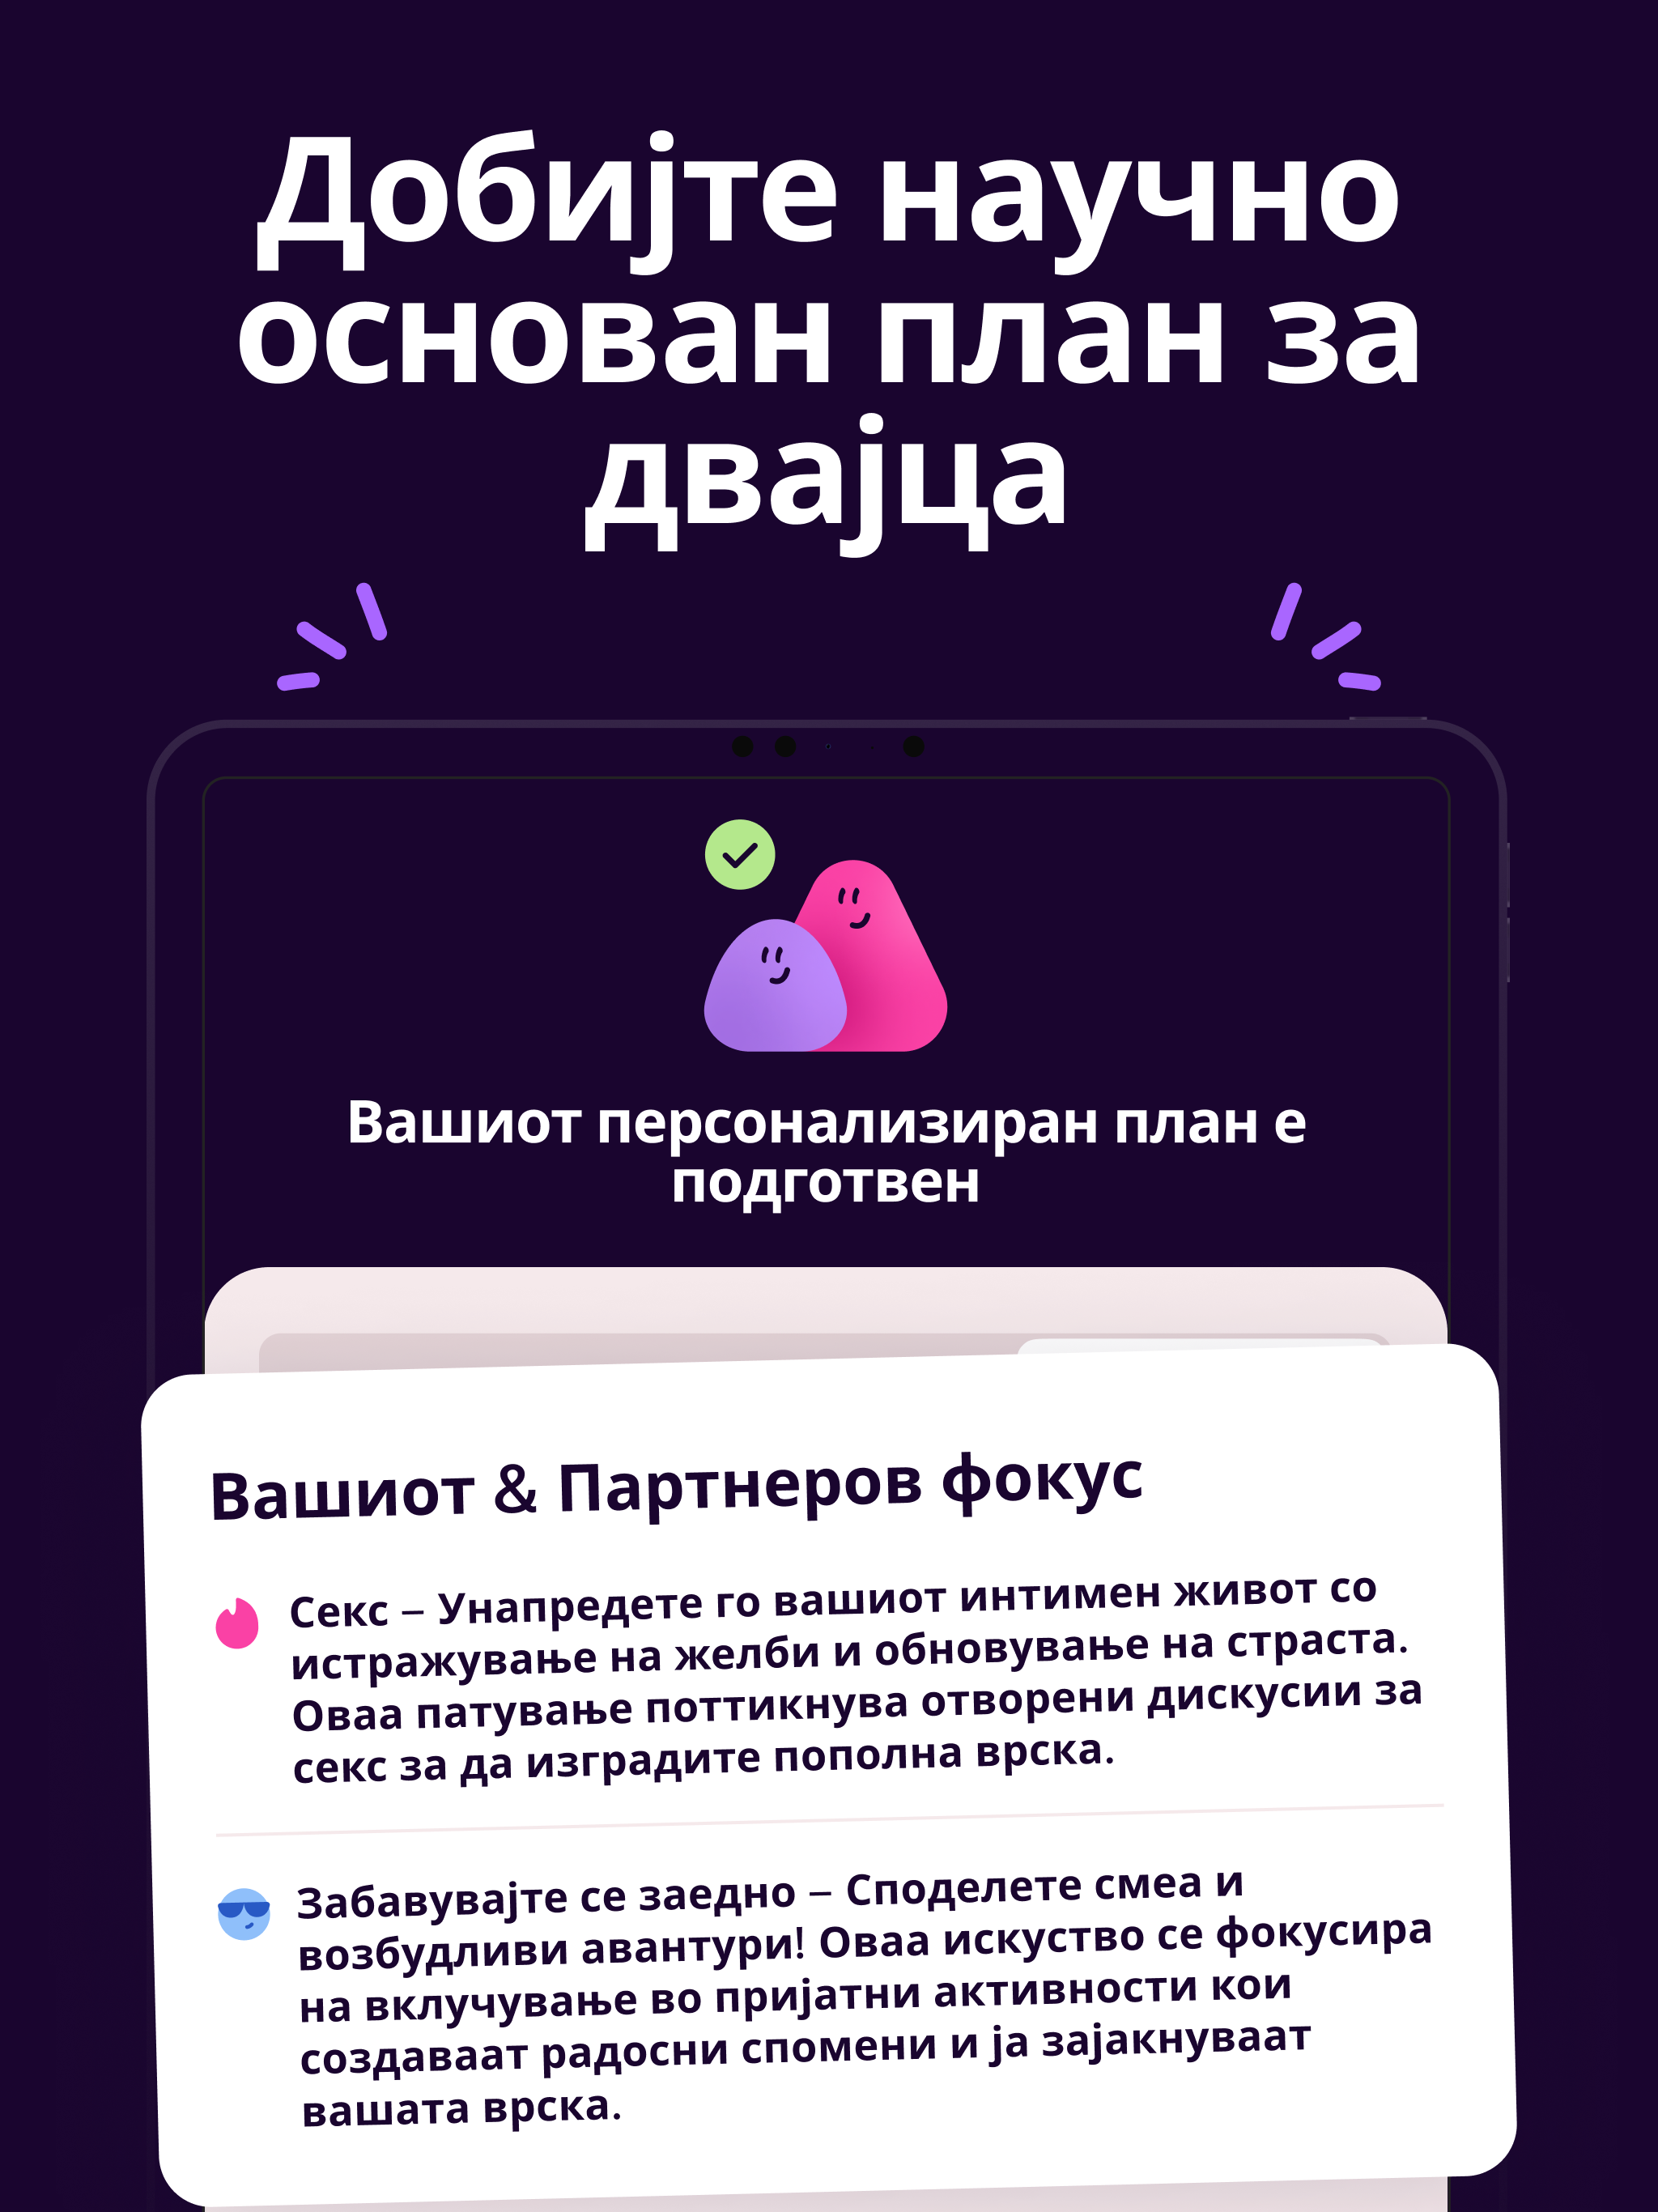 Добијте научно
основан план за
двајца
Вашиот персонализиран план е
подготвен
Вашиот & Партнеров фокус
Секс – Унапредете го вашиот интимен живот со
истражување на желби и обновување на страста.
Оваа патување поттикнува отворени дискусии за
секс за да изградите пополна врска.
Забавувајте се заедно – Споделете смеа и
возбудливи авантури! Оваа искуство се фокусира
на вклучување во пријатни активности кои
создаваат радосни спомени и ја зајакнуваат
вашата врска.